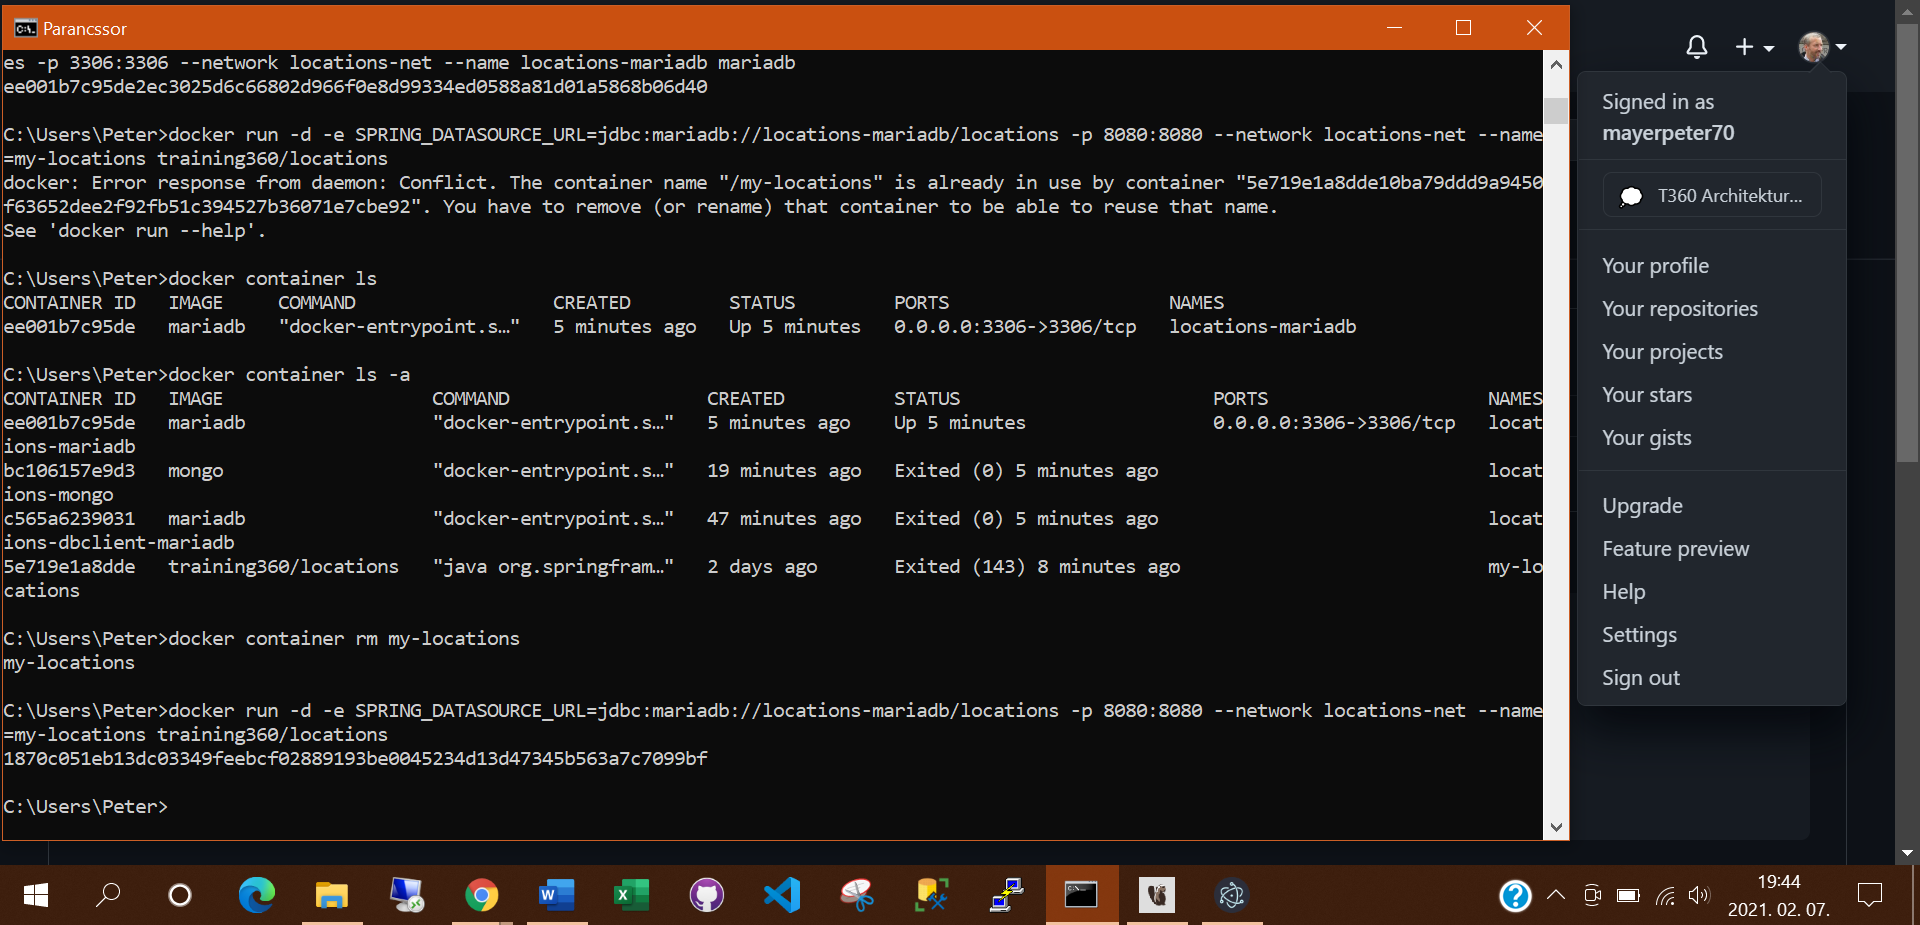 Parancssor
es -p 3306:3306 --network locations-net --name locations-mariadb mariadb
ee001b7c95de2ec3025d6c66802d966f0e8d99334ed0588a81d01a5868b06d40
C:\Users\Peter>docker run -d -e SPRING_DATASOURCE_URL=jdbc:mariadb://locations-mariadb/locations -p 8080:8080 --network locations-net --name
=my-locations training360/locations
docker: Error response from daemon: Conflict. The container name "/my-locations" is already in use by container "5e719e1a8dde10ba79ddd9a9450
f63652dee2f92fb51c394527b36071e7cbe92". You have to remove (or rename) that container to be able to reuse that name.
See 'docker run --help'.
C:\Users\Peter>docker container ls
CONTAINER ID   IMAGE     COMMAND                  CREATED         STATUS         PORTS                    NAMES
ee001b7c95de   mariadb   "docker-entrypoint.s…"   5 minutes ago   Up 5 minutes   0.0.0.0:3306->3306/tcp   locations-mariadb
C:\Users\Peter>docker container ls -a
CONTAINER ID   IMAGE                   COMMAND                  CREATED          STATUS                       PORTS                    NAMES
ee001b7c95de   mariadb                 "docker-entrypoint.s…"   5 minutes ago    Up 5 minutes                 0.0.0.0:3306->3306/tcp   locat
ions-mariadb
bc106157e9d3   mongo                   "docker-entrypoint.s…"   19 minutes ago   Exited (0) 5 minutes ago                              locat
ions-mongo
c565a6239031   mariadb                 "docker-entrypoint.s…"   47 minutes ago   Exited (0) 5 minutes ago                              locat
ions-dbclient-mariadb
5e719e1a8dde   training360/locations   "java org.springfram…"   2 days ago       Exited (143) 8 minutes ago                            my-lo
cations
C:\Users\Peter>docker container rm my-locations
my-locations
C:\Users\Peter>docker run -d -e SPRING_DATASOURCE_URL=jdbc:mariadb://locations-mariadb/locations -p 8080:8080 --network locations-net --name
=my-locations training360/locations
1870c051eb13dc03349feebcf02889193be0045234d13d47345b563a7c7099bf
C:\Users\Peter>
Signed in as
mayerpeter70
T360 Architektur...
Your profile
Your repositories
Your projects
Your stars
Your gists
Upgrade
Feature preview
Help
Settings
Sign out
19:44
2021. 02. 07.